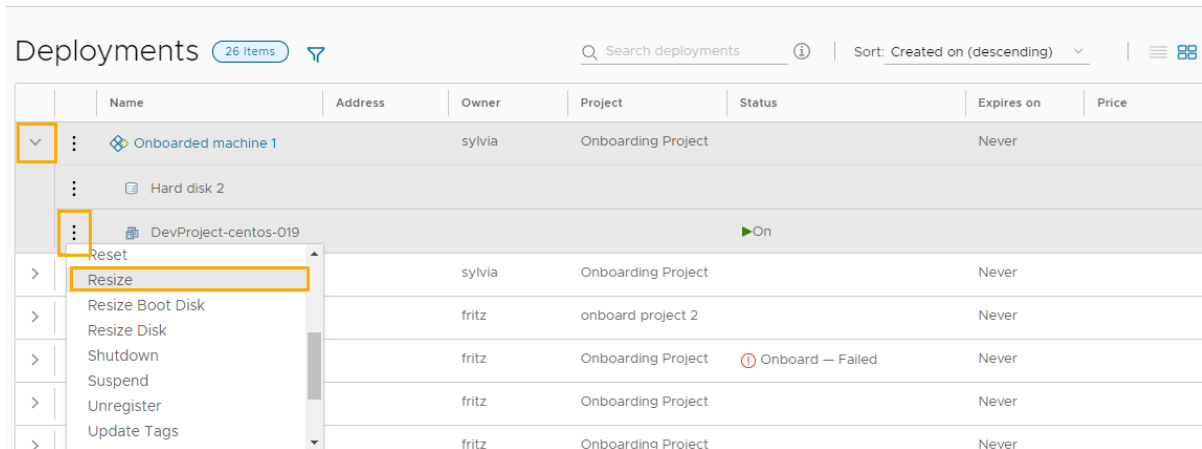 Deployments 26 Items Search deployments Sort: Created on (descending)
Name Address Owner Project Status Expires on Price
Onboarded machine 1 sylvia Onboarding Project Never
Hard disk 2
DevProject-centos-019 On
Reset
Resize sylvia Onboarding Project Never
Resize Boot Disk
fritz onboard project 2 Never
Resize Disk
Shutdown fritz Onboarding Project Onboard — Failed Never
Suspend
Unregister fritz Onboarding Project Never
Update Tags
fritz Onboarding Project Never